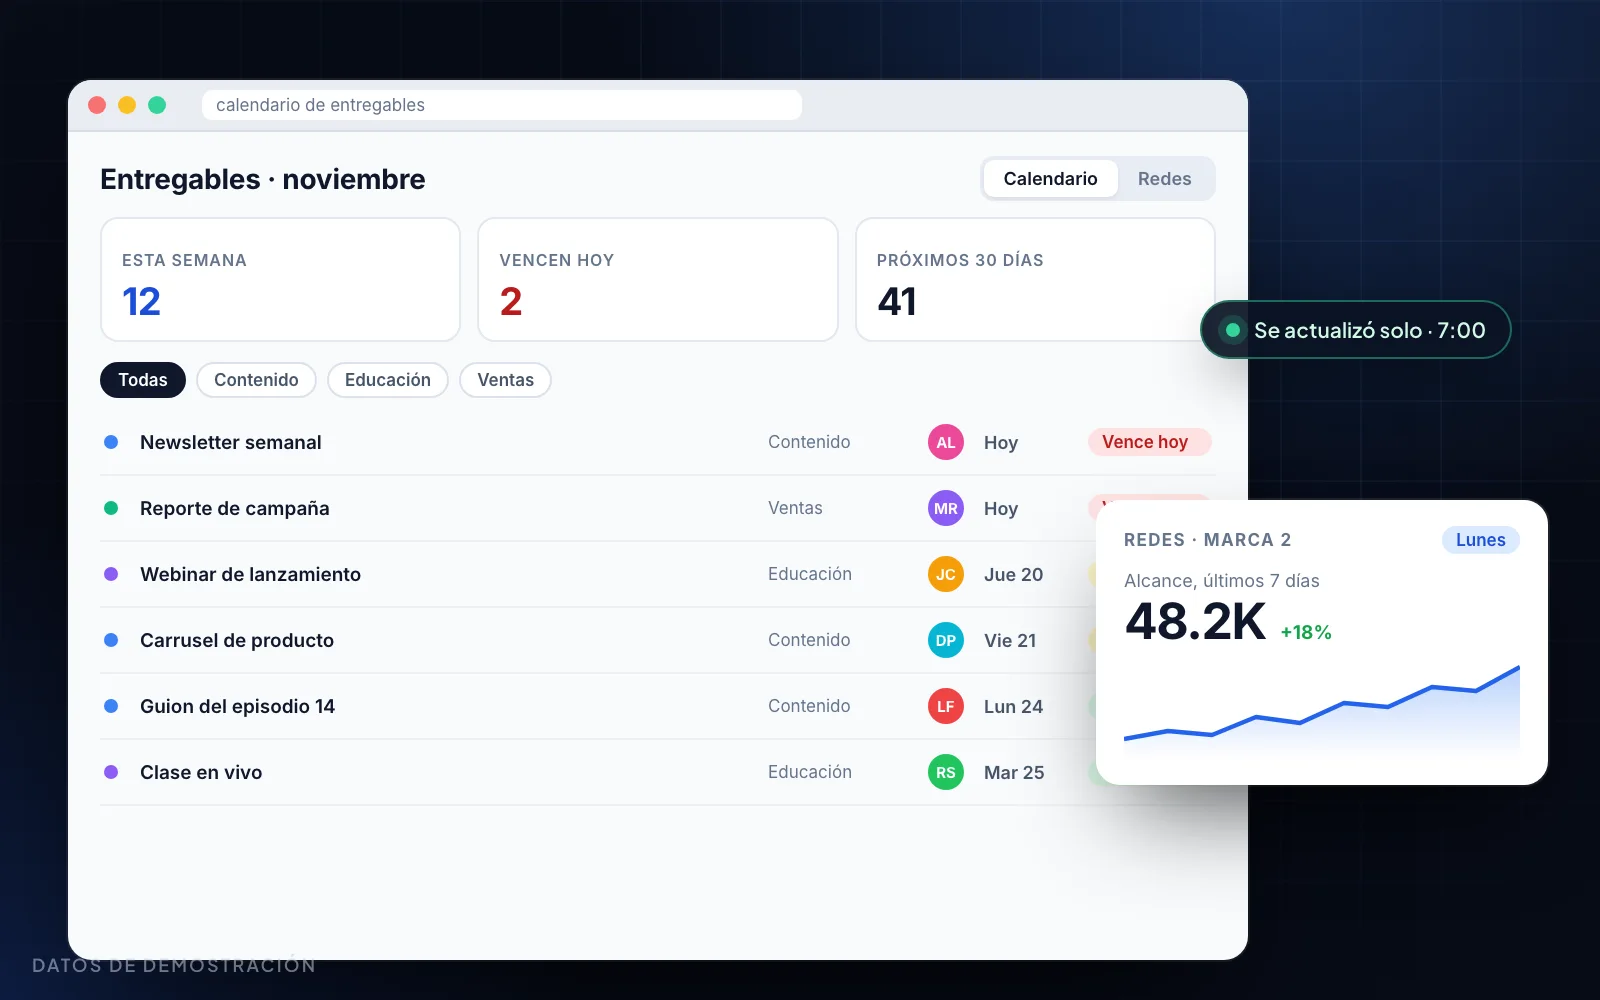 calendario de entregables
Entregables · noviembre
Calendario Redes
ESTA SEMANA
12
VENCEN HOY
2
PRÓXIMOS 30 DÍAS
41
Se actualizó solo · 7:00
Todas Contenido Educación Ventas
Newsletter semanal Contenido AL Hoy Vence hoy
Reporte de campaña Ventas MR Hoy
Webinar de lanzamiento Educación JC Jue 20
Carrusel de producto Contenido DP Vie 21
Guion del episodio 14 Contenido LF Lun 24
Clase en vivo Educación RS Mar 25
REDES · MARCA 2 Lunes
Alcance, últimos 7 días
48.2K +18%
DATOS DE DEMOSTRACIÓN